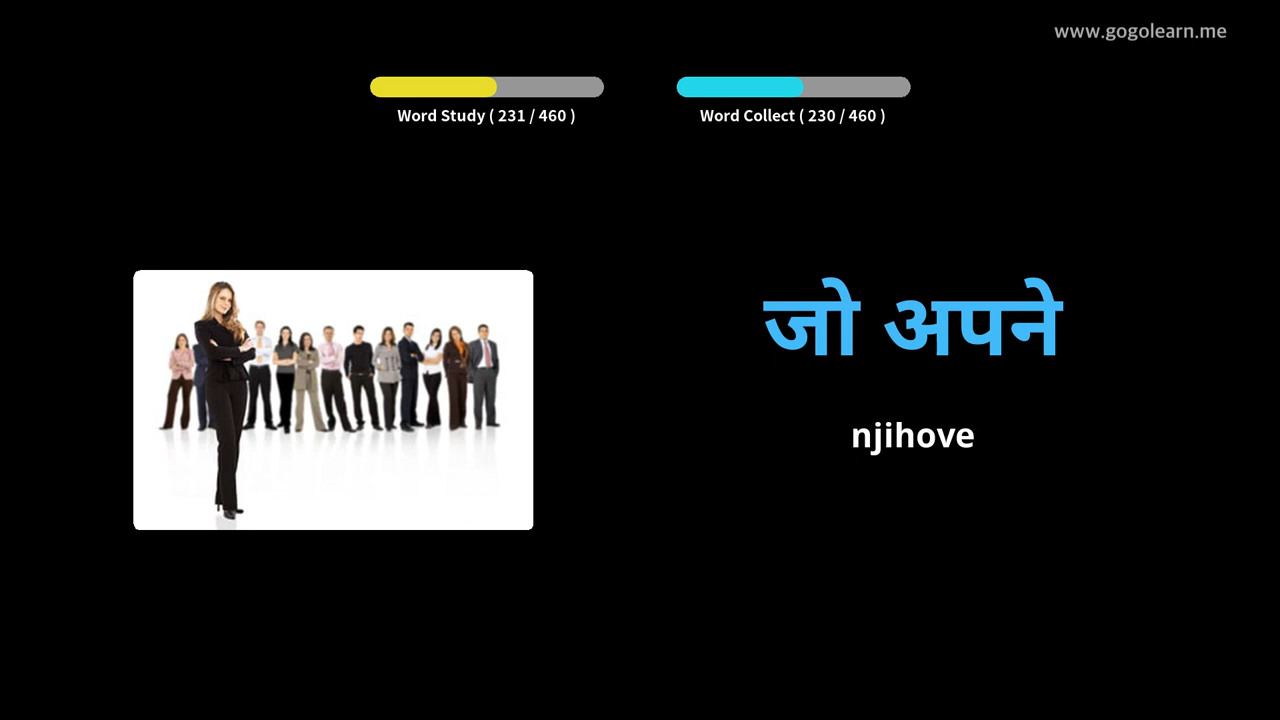 www.gogolearn.me
Word Study ( 231 / 460 )
Word Collect ( 230 / 460 )
जो अपने
njihove